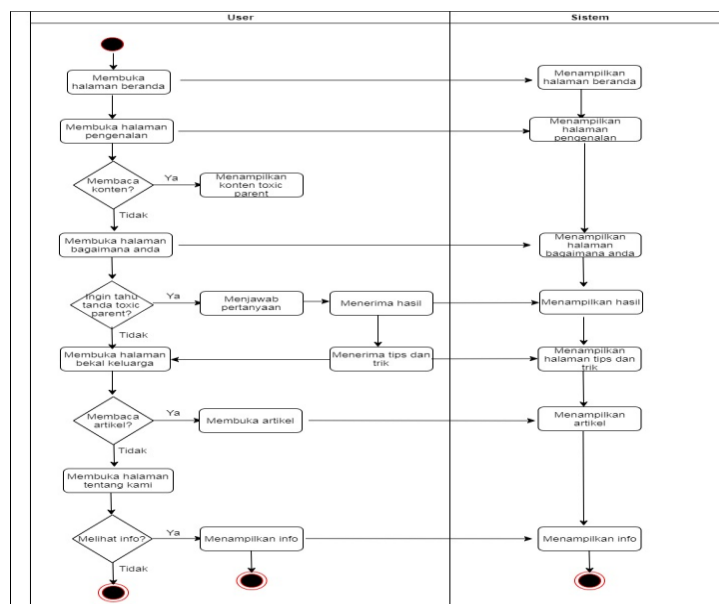 User
Sistem
Membuka
halaman beranda
Menampilkan
halaman beranda
Membuka halaman
pengenalan
Menampilkan
halaman
pengenalan
Membaca
konten?
Ya
Menampilkan
konten toxic
parent
Tidak
Membuka halaman
bagaimana anda
Menampilkan
halaman
bagaimana anda
Ingin tahu
tanda toxic
parent?
Ya
Menjawab
pertanyaan
Menerima hasil
Menampilkan hasil
Tidak
Membuka halaman
bekal keluarga
Menerima tips dan
trik
Menampilkan
halaman tips dan
trik
Membaca
artikel?
Ya
Membuka artikel
Menampilkan
artikel
Tidak
Membuka halaman
tentang kami
Melihat info?
Ya
Menampilkan info
Menampilkan info
Tidak